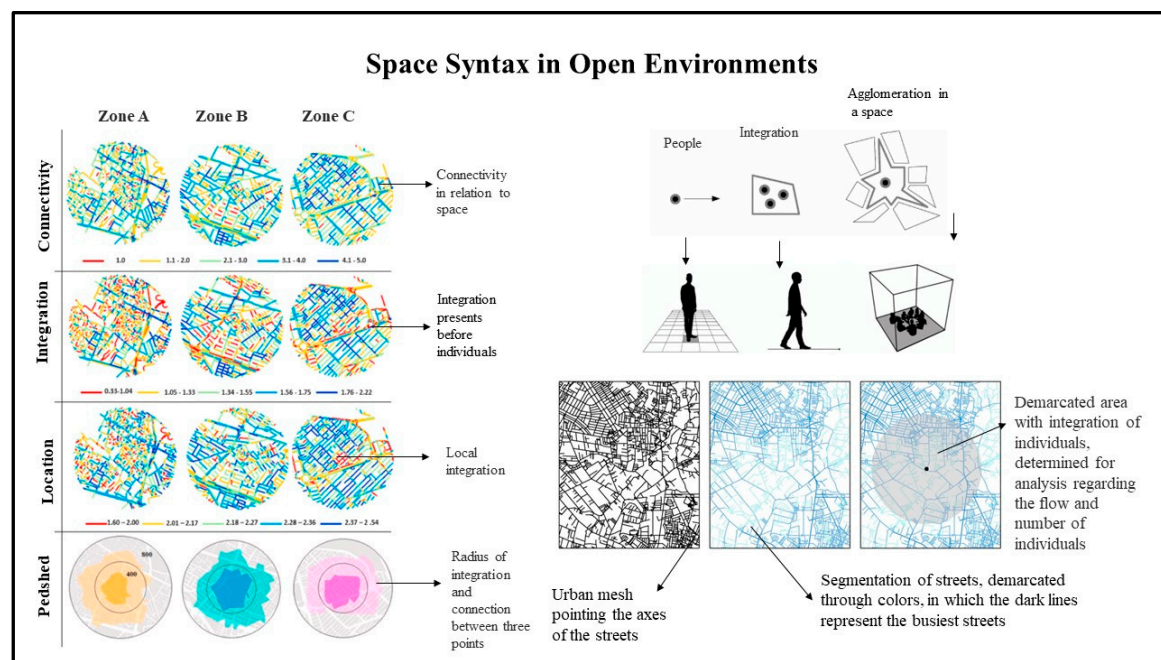 Space Syntax in Open Environments
Zone A
Zone B
Zone C
Connectivity
Connectivity
in relation to
space
1.0
1.1 - 2.0
2.1 - 3.0
3.1 - 4.0
4.1 - 5.0
Integration
Integration
presents
before
individuals
0.33-1.04
1.05 - 1.33
1.34 - 1.55
1.56 - 1.75
1.76 - 2.22
Location
Local
integration
1.60 – 2.00
2.01 – 2.17
2.18 – 2.27
2.28 – 2.36
2.37 – 2 .54
Pedshed
800
400
Radius of
integration
and
connection
between three
points
People
Integration
Agglomeration in
a space
Demarcated area
with integration of
individuals,
determined for
analysis regarding
the flow and
number of
individuals
Urban mesh
pointing the axes
of the streets
Segmentation of streets, demarcated
through colors, in which the dark lines
represent the busiest streets